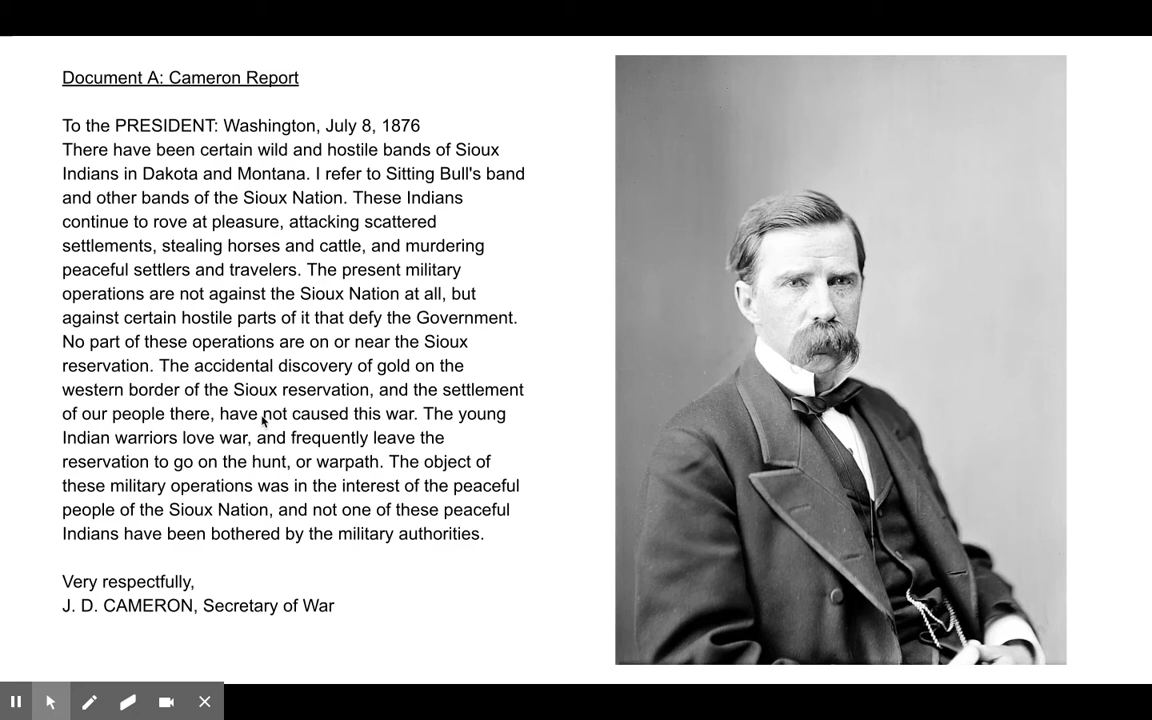 Document A: Cameron Report
To the PRESIDENT: Washington, July 8, 1876
There have been certain wild and hostile bands of Sioux
Indians in Dakota and Montana. I refer to Sitting Bull's band
and other bands of the Sioux Nation. These Indians
continue to rove at pleasure, attacking scattered
settlements, stealing horses and cattle, and murdering
peaceful settlers and travelers. The present military
operations are not against the Sioux Nation at all, but
against certain hostile parts of it that defy the Government.
No part of these operations are on or near the Sioux
reservation. The accidental discovery of gold on the
western border of the Sioux reservation, and the settlement
of our people there, have not caused this war. The young
Indian warriors love war, and frequently leave the
reservation to go on the hunt, or warpath. The object of
these military operations was in the interest of the peaceful
people of the Sioux Nation, and not one of these peaceful
Indians have been bothered by the military authorities.
Very respectfully,
J. D. CAMERON, Secretary of War